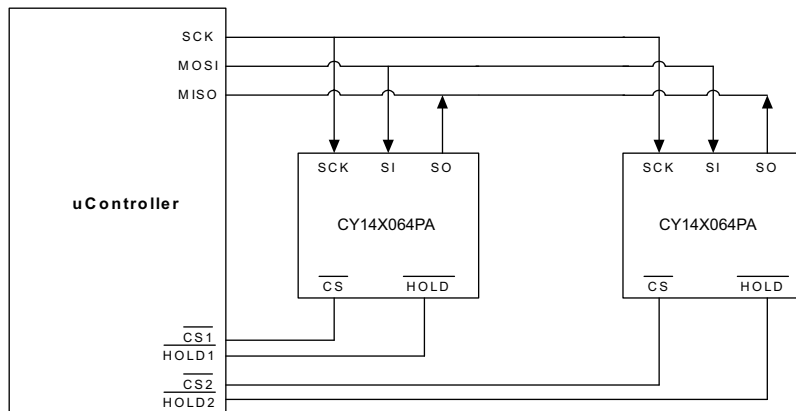 SCK
MOSI
MISO
uController
SCK SI SO
CY14X064PA
CS HOLD
SCK SI SO
CY14X064PA
CS HOLD
CS1
HOLD1
CS2
HOLD2